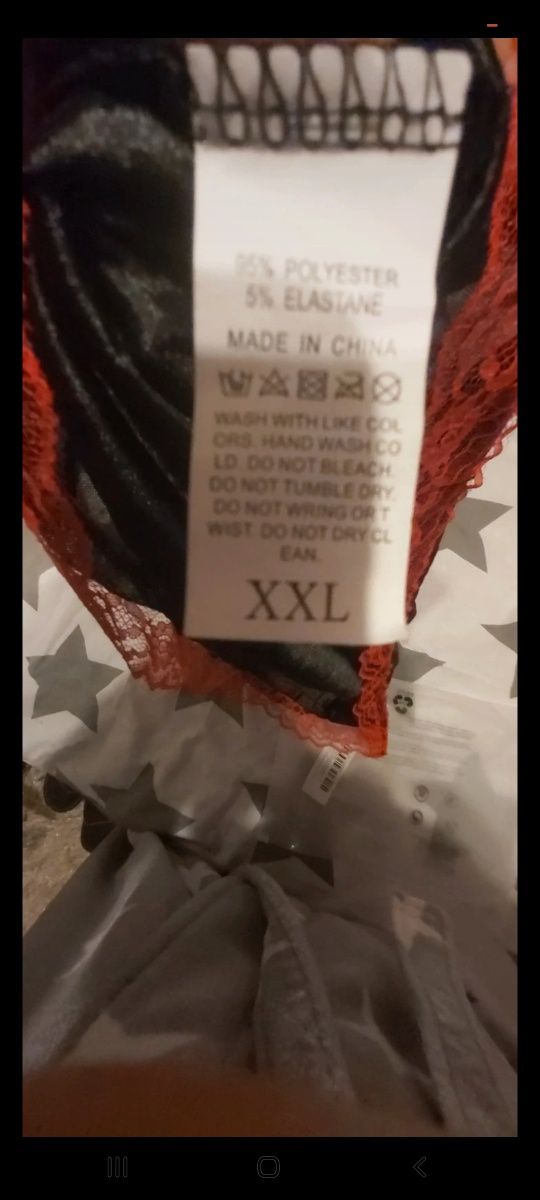 95% POLYESTER
5% ELASTANE
MADE IN CHINA
WASH WITH LIKE COL
ORS. HAND WASH CO
LD. DO NOT BLEACH.
DO NOT TUMBLE DRY.
DO NOT WRING OR T
WIST. DO NOT DRY CL
EAN.
XXL